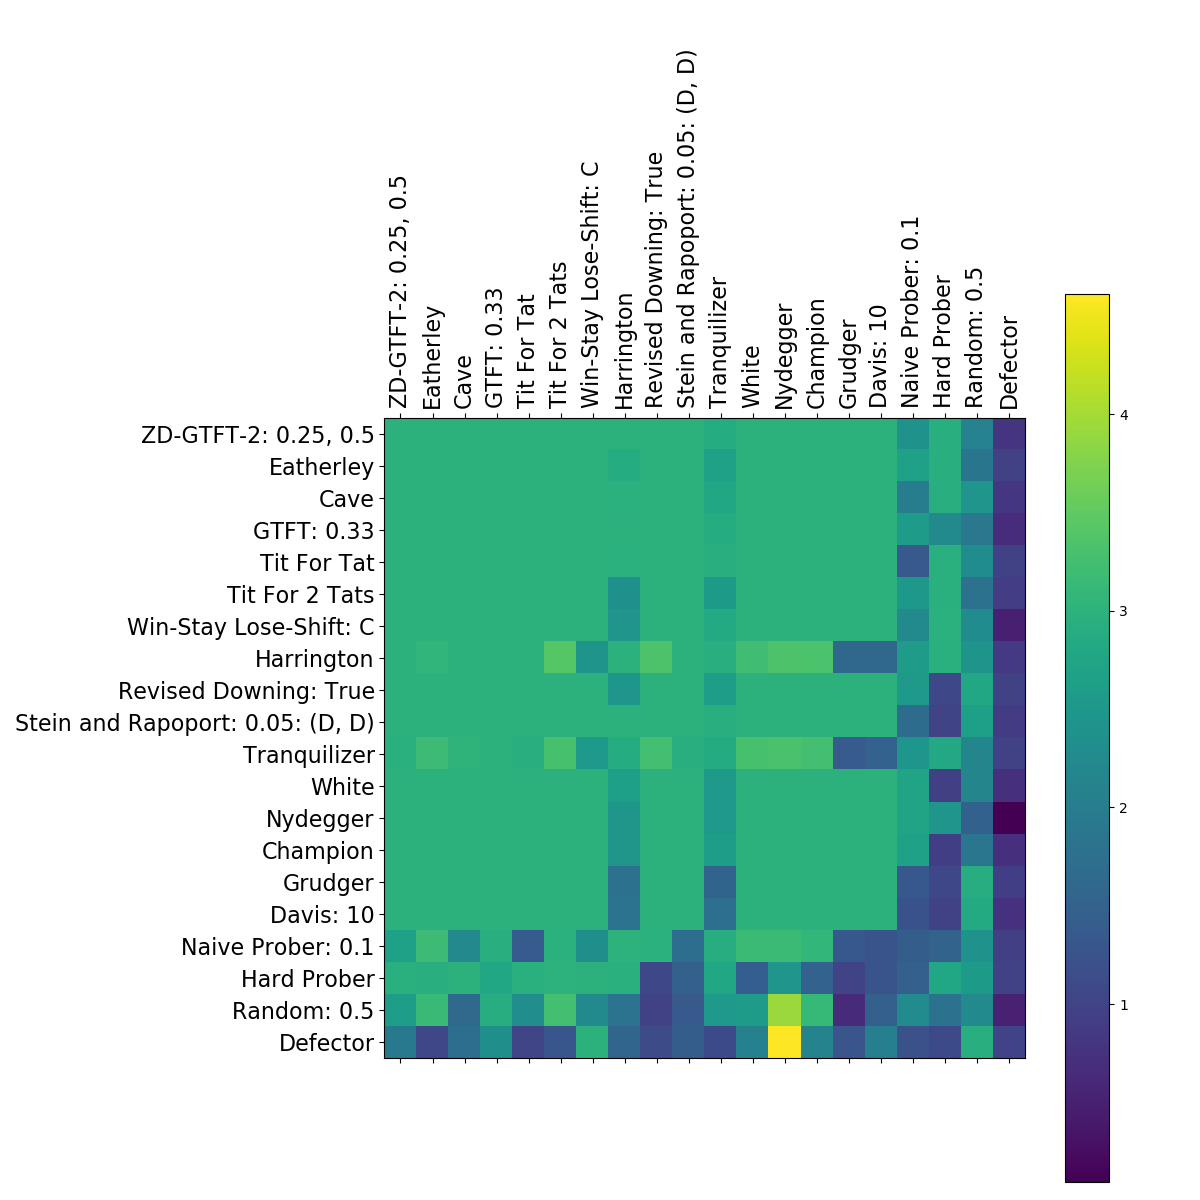 ZD-GTFT-2: 0.25, 0.5
Eatherley
Cave
GTFT: 0.33
Tit For Tat
Tit For 2 Tats
Win-Stay Lose-Shift: C
Harrington
Revised Downing: True
Stein and Rapoport: 0.05: (D, D)
Tranquilizer
White
Nydegger
Champion
Grudger
Davis: 10
Naive Prober: 0.1
Hard Prober
Random: 0.5
Defector
ZD-GTFT-2: 0.25, 0.5
Eatherley
Cave
GTFT: 0.33
Tit For Tat
Tit For 2 Tats
Win-Stay Lose-Shift: C
Harrington
Revised Downing: True
Stein and Rapoport: 0.05: (D, D)
Tranquilizer
White
Nydegger
Champion
Grudger
Davis: 10
Naive Prober: 0.1
Hard Prober
Random: 0.5
Defector
4
3
2
1